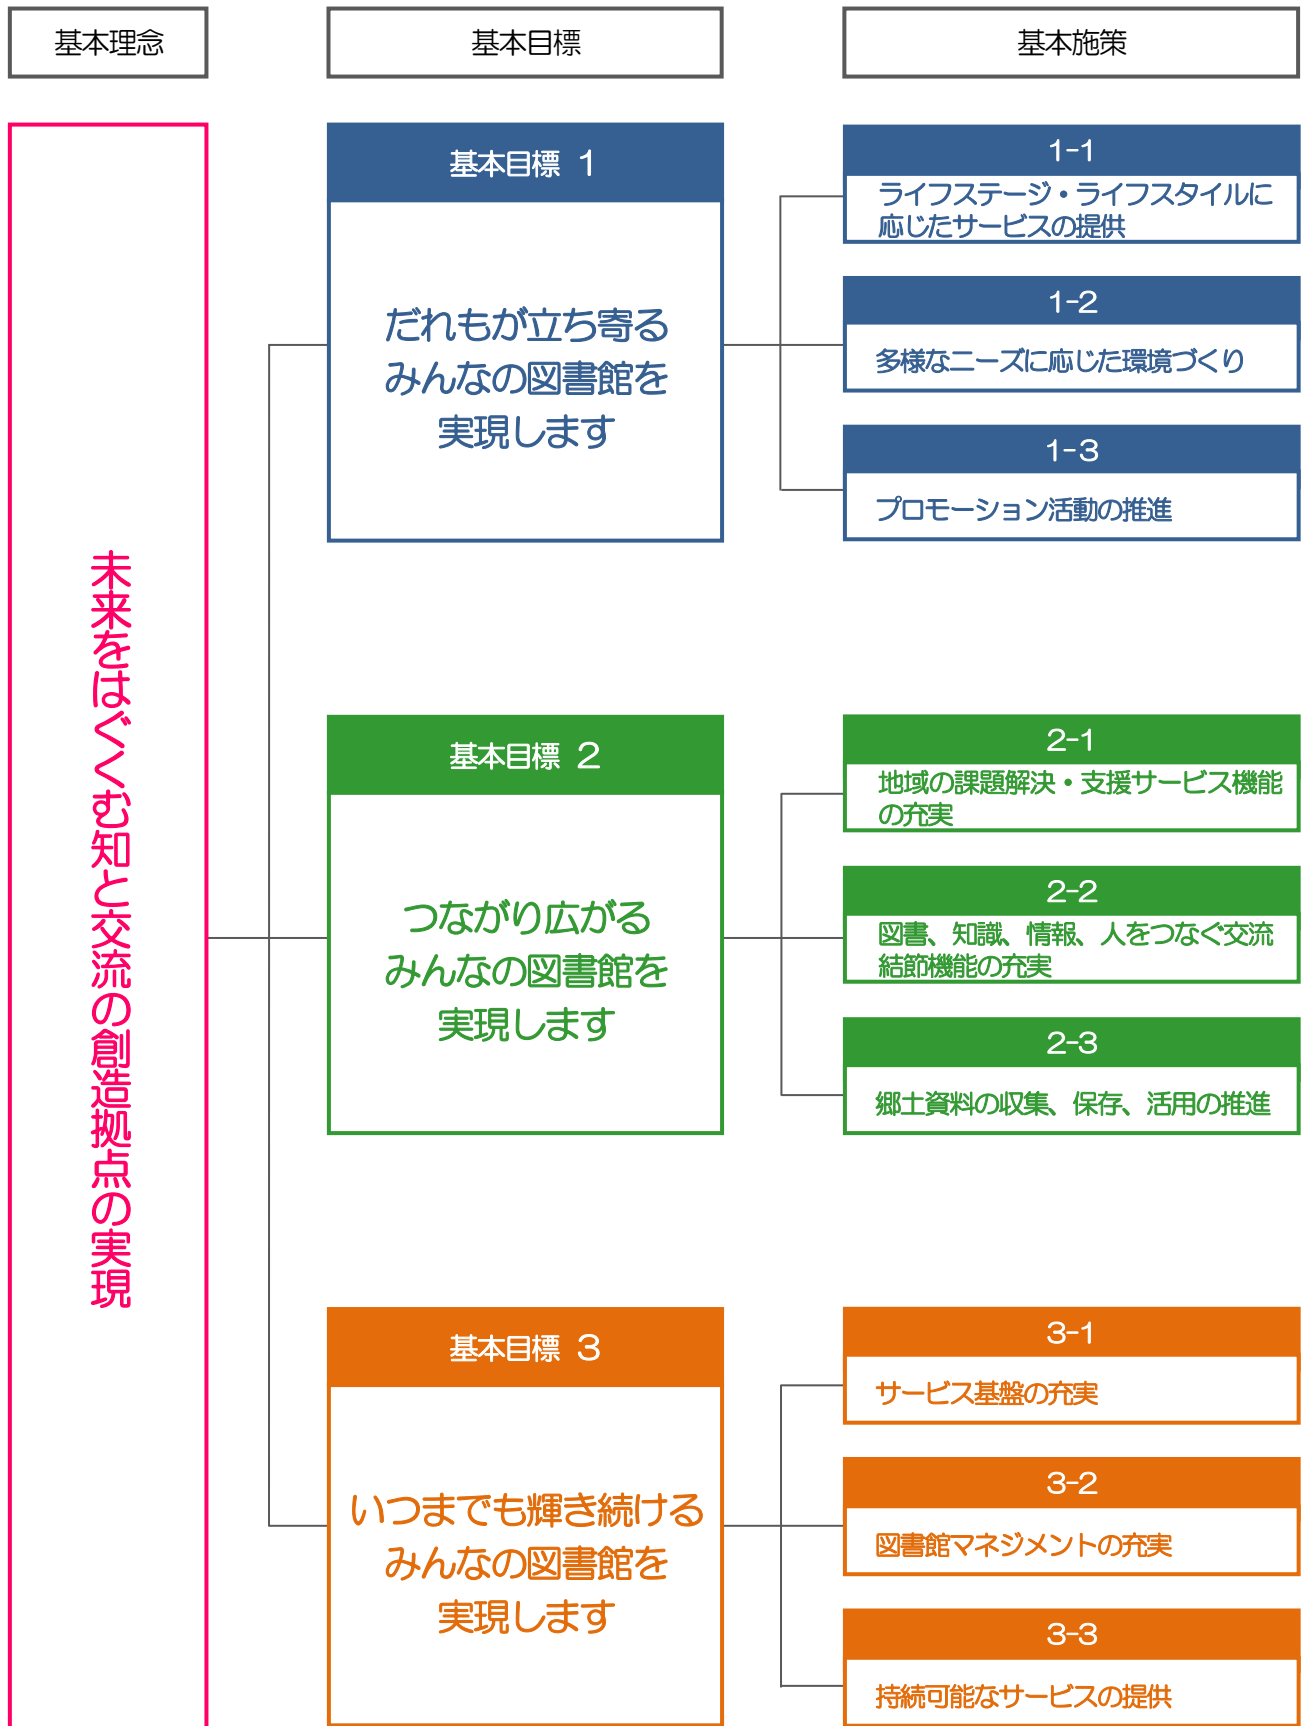 基本理念
基本目標
基本施策
未来をはぐくむ知と交流の創造拠点の実現
基本目標 1
だれもが立ち寄る
みんなの図書館を
実現します
1-1
ライフステージ・ライフスタイルに
応じたサービスの提供
1-2
多様なニーズに応じた環境づくり
1-3
プロモーション活動の推進
基本目標 2
つながり広がる
みんなの図書館を
実現します
2-1
地域の課題解決・支援サービス機能
の充実
2-2
図書、知識、情報、人をつなぐ交流
結節機能の充実
2-3
郷土資料の収集、保存、活用の推進
基本目標 3
いつまでも輝き続ける
みんなの図書館を
実現します
3-1
サービス基盤の充実
3-2
図書館マネジメントの充実
3-3
持続可能なサービスの提供